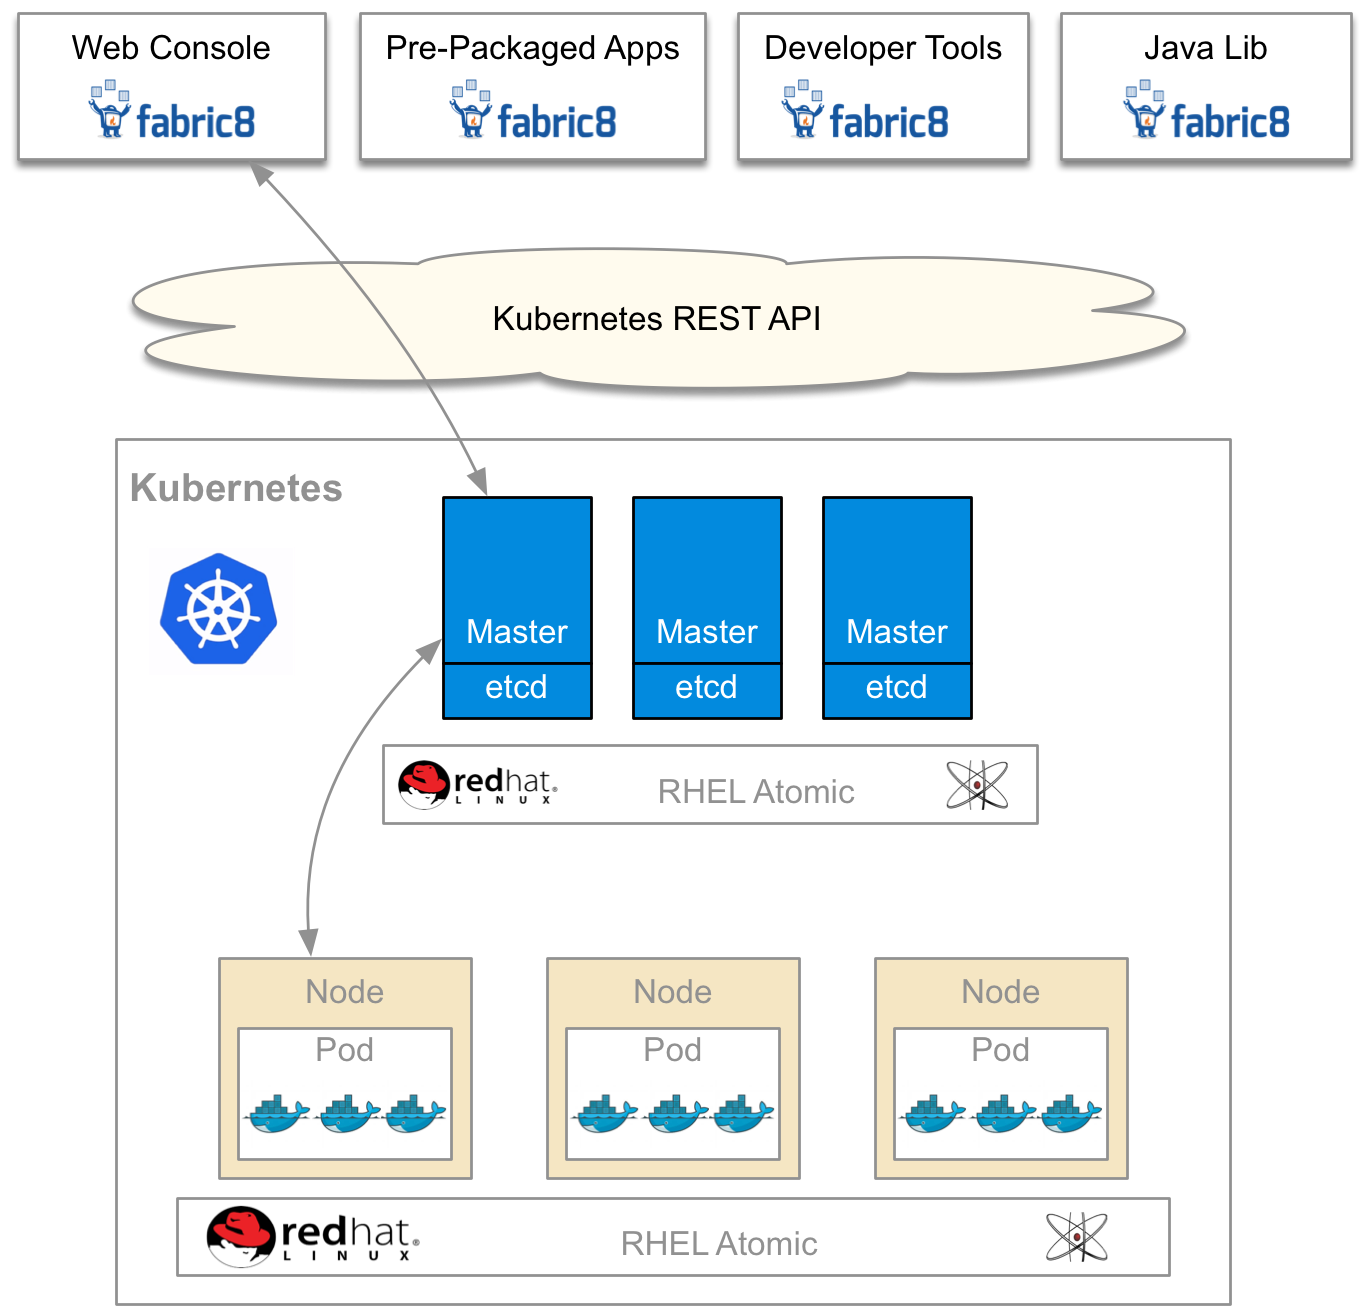 Web Console
fabric8
Pre-Packaged Apps
fabric8
Developer Tools
fabric8
Java Lib
fabric8
Kubernetes REST API
Kubernetes
Master
etcd
Master
etcd
Master
etcd
redhat.
LINUX
RHEL Atomic
Node
Pod
Node
Pod
Node
Pod
redhat®
LINUX
RHEL Atomic